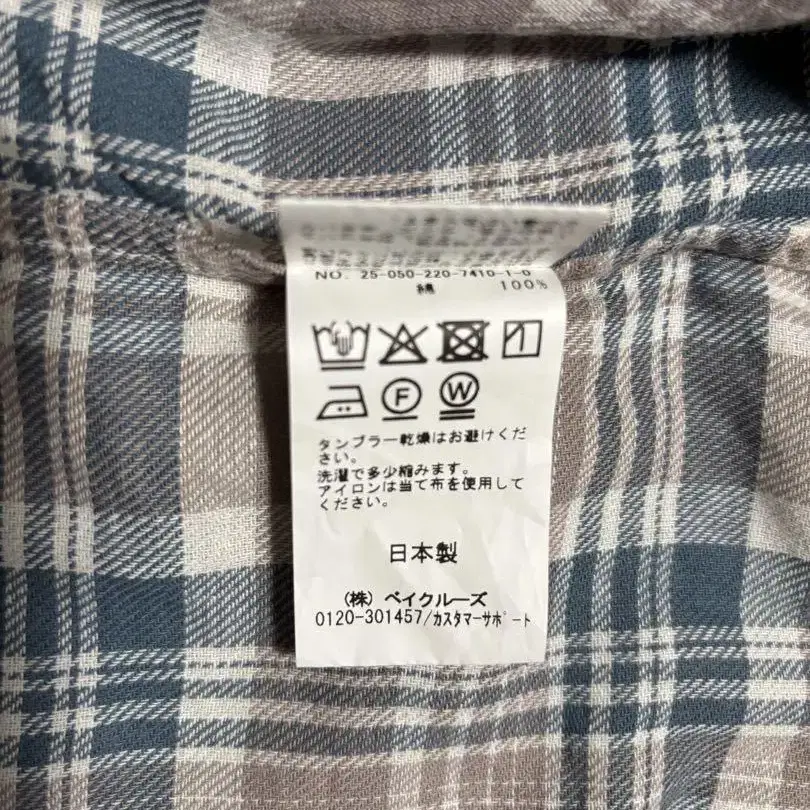 NO. 25-050-220-7410-1-0
綿 100%
F W
タンブラー乾燥はお避けくだ
さい。
洗濯で多少縮みます。
アイロンは当て布を使用して
ください。
日本製
(株) ベイクルーズ
0120-301457/カスタマーサポート